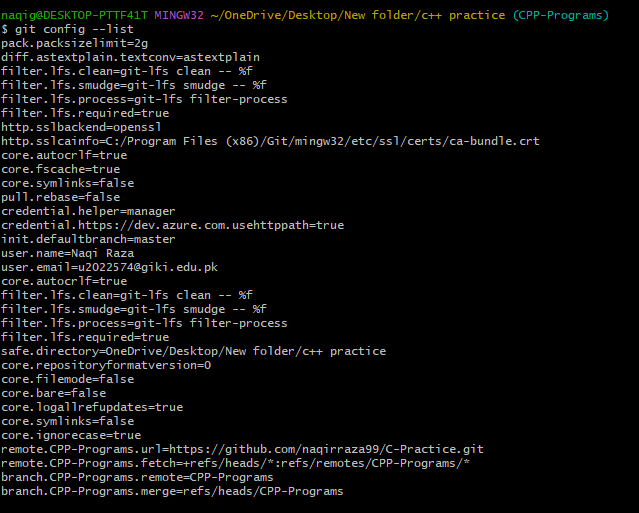 naqig@DESKTOP-PTTF41T MINGW32 ~/OneDrive/Desktop/New folder/c++ practice (CPP-Programs)
$ git config --list
pack.packsizelimit=2g
diff.astextplain.textconv=astextplain
filter.lfs.clean=git-lfs clean -- %f
filter.lfs.smudge=git-lfs smudge -- %f
filter.lfs.process=git-lfs filter-process
filter.lfs.required=true
http.sslbackend=openssl
http.sslcainfo=C:/Program Files (x86)/Git/mingw32/etc/ssl/certs/ca-bundle.crt
core.autocrlf=true
core.fscache=true
core.symlinks=false
pull.rebase=false
credential.helper=manager
credential.https://dev.azure.com.usehttppath=true
init.defaultbranch=master
user.name=Naqi Raza
user.email=u2022574@giki.edu.pk
core.autocrlf=true
filter.lfs.clean=git-lfs clean -- %f
filter.lfs.smudge=git-lfs smudge -- %f
filter.lfs.process=git-lfs filter-process
filter.lfs.required=true
safe.directory=OneDrive/Desktop/New folder/c++ practice
core.repositoryformatversion=0
core.filemode=false
core.bare=false
core.logallrefupdates=true
core.symlinks=false
core.ignorecase=true
remote.CPP-Programs.url=https://github.com/naqirraza99/C-Practice.git
remote.CPP-Programs.fetch=+refs/heads/*:refs/remotes/CPP-Programs/*
branch.CPP-Programs.remote=CPP-Programs
branch.CPP-Programs.merge=refs/heads/CPP-Programs